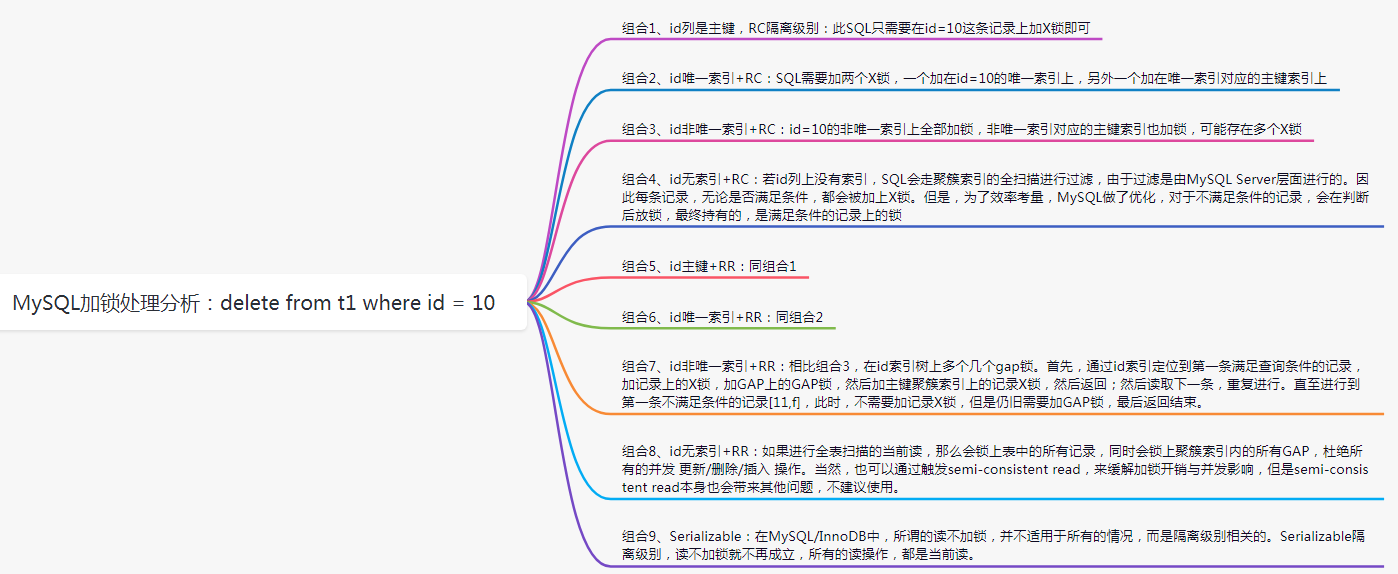 组合1、id列是主键，RC隔离级别：此SQL只需要在id=10这条记录上加X锁即可
组合2、id唯一索引+RC：SQL需要加两个X锁，一个加在id=10的唯一索引上，另外一个加在唯一索引对应的主键索引上
组合3、id非唯一索引+RC：id=10的非唯一索引上全部加锁，非唯一索引对应的主键索引也加锁，可能存在多个X锁
组合4、id无索引+RC：若id列上没有索引，SQL会走聚簇索引的全扫描进行过滤，由于过滤是由MySQL Server层面进行的。因
此每条记录，无论是否满足条件，都会被加上X锁。但是，为了效率考量，MySQL做了优化，对于不满足条件的记录，会在判断
后放锁，最终持有的，是满足条件的记录上的锁
组合5、id主键+RR：同组合1
MySQL加锁处理分析：delete from t1 where id = 10
组合6、id唯一索引+RR：同组合2
组合7、id非唯一索引+RR：相比组合3，在id索引树上多个几个gap锁。首先，通过id索引定位到第一条满足查询条件的记录，
加记录上的X锁，加GAP上的GAP锁，然后加主键聚簇索引上的记录X锁，然后返回；然后读取下一条，重复进行。直至进行到
第一条不满足条件的记录[11,f]，此时，不需要加记录X锁，但是仍旧需要加GAP锁，最后返回结束。
组合8、id无索引+RR：如果进行全表扫描的当前读，那么会锁上表中的所有记录，同时会锁上聚簇索引内的所有GAP，杜绝所
有的并发 更新/删除/插入 操作。当然，也可以通过触发semi-consistent read，来缓解加锁开销与并发影响，但是semi-consis
tent read本身也会带来其他问题，不建议使用。
组合9、Serializable：在MySQL/InnoDB中，所谓的读不加锁，并不适用于所有的情况，而是隔离级别相关的。Serializable隔
离级别，读不加锁就不再成立，所有的读操作，都是当前读。